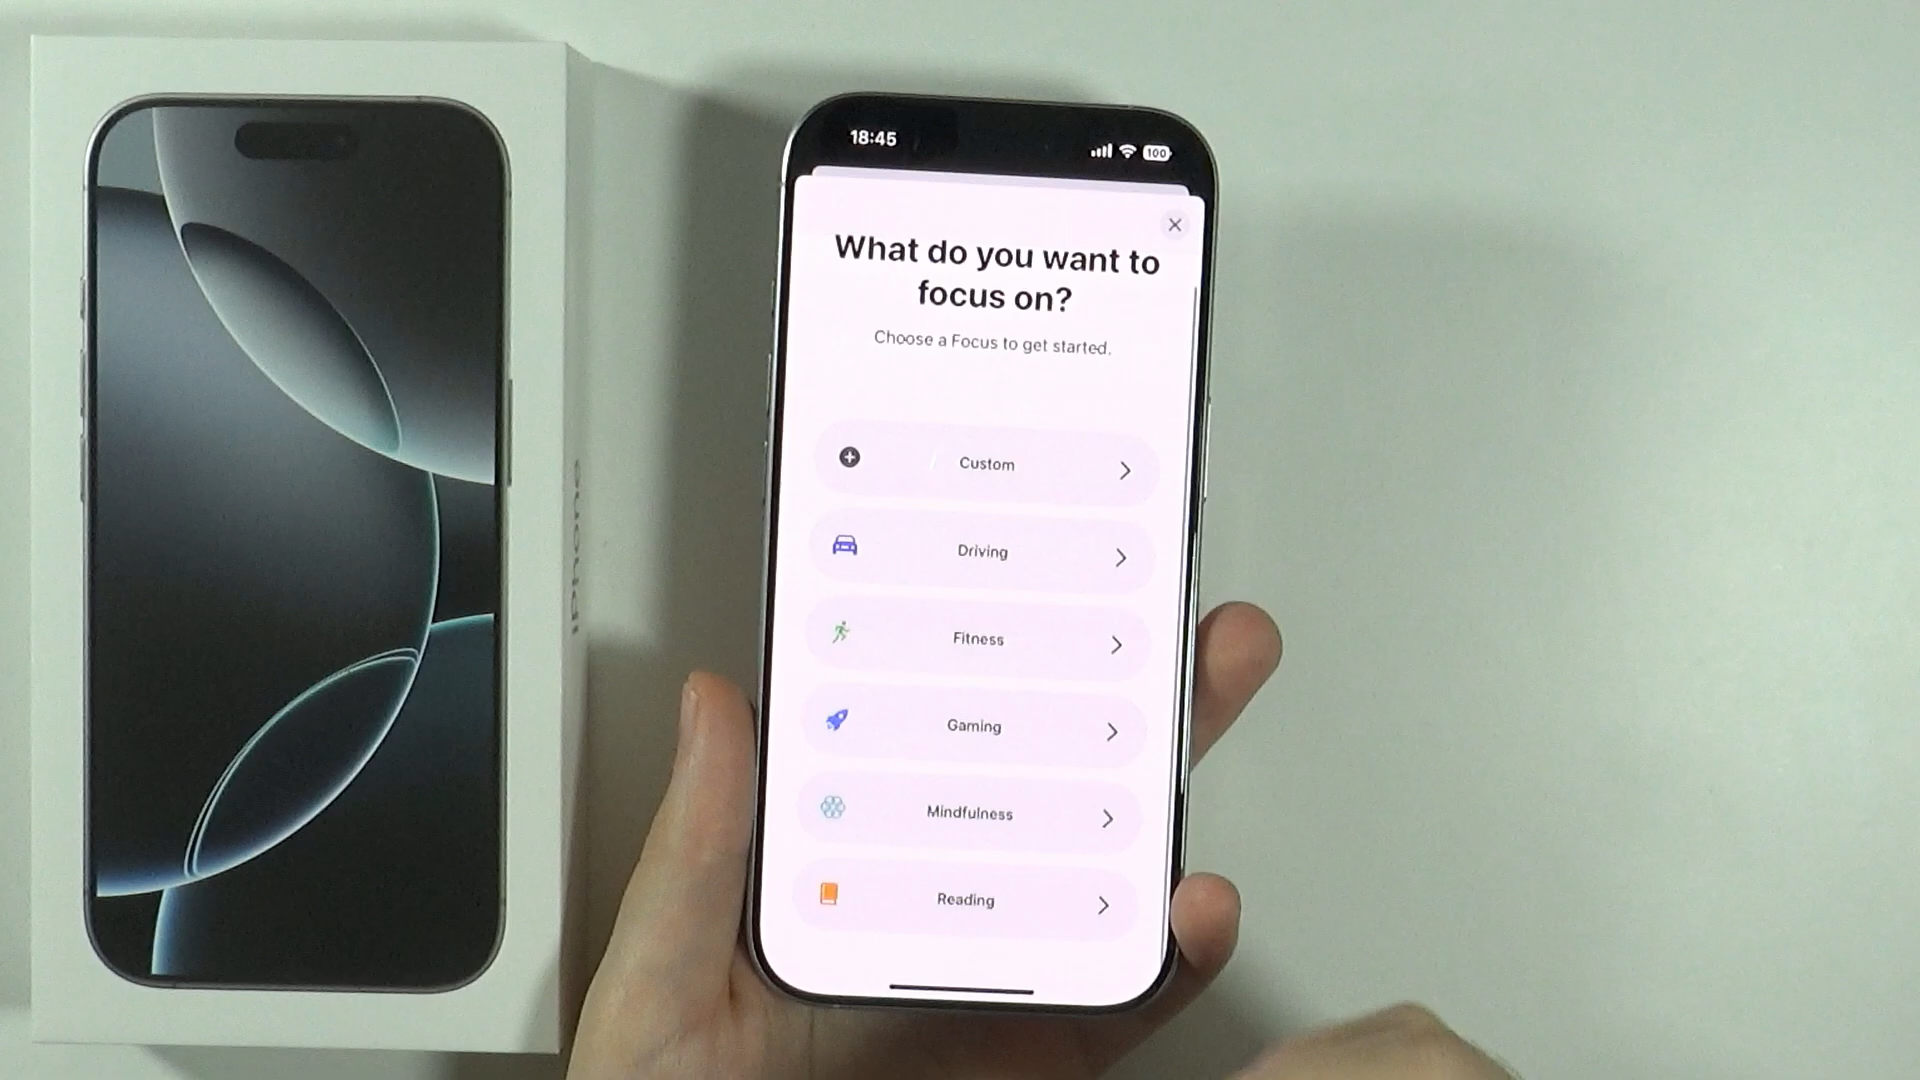 iPhone
18:45
100
What do you want to
focus on?
Choose a Focus to get started.
Custom
Driving
Fitness
Gaming
Mindfulness
Reading